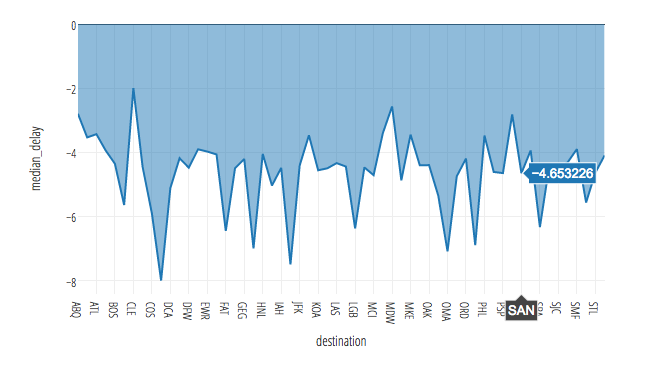 0
−2
−4
−6
−8
median_delay
−4.653226
ABQ ATL BOS CLE COS DCA DFW EWR FAT GEG HNL IAH JFK KOA LAS LGB MCI MDW MKE OAK OMA ORD PHL PSP SAN SJC SMF STL
destination